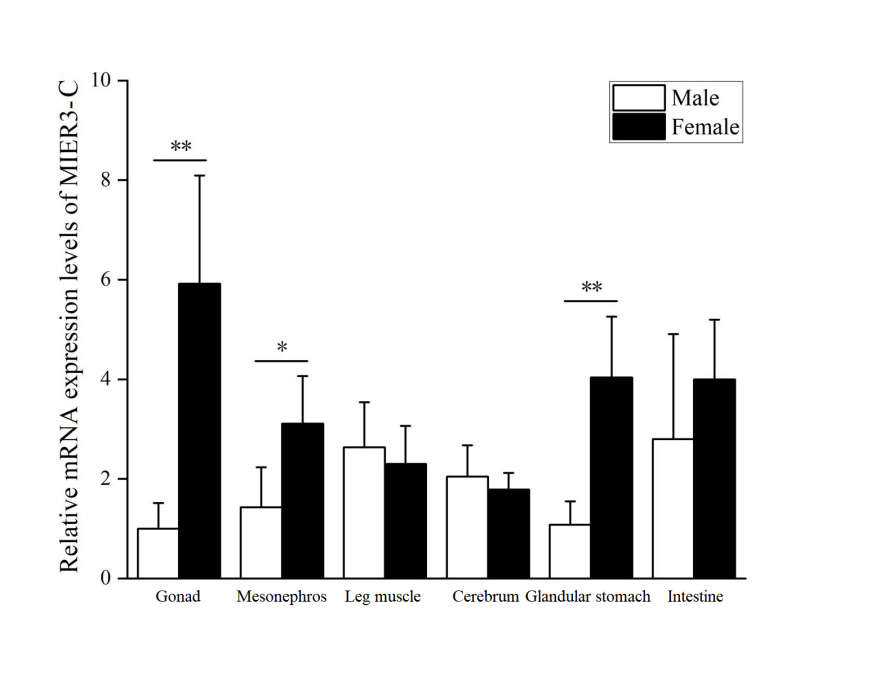 Relative mRNA expression levels of MIER3-C
10
8
6
4
2
0
Male
Female
**
*
**
Gonad Mesonephros Leg muscle Cerebrum Glandular stomach Intestine